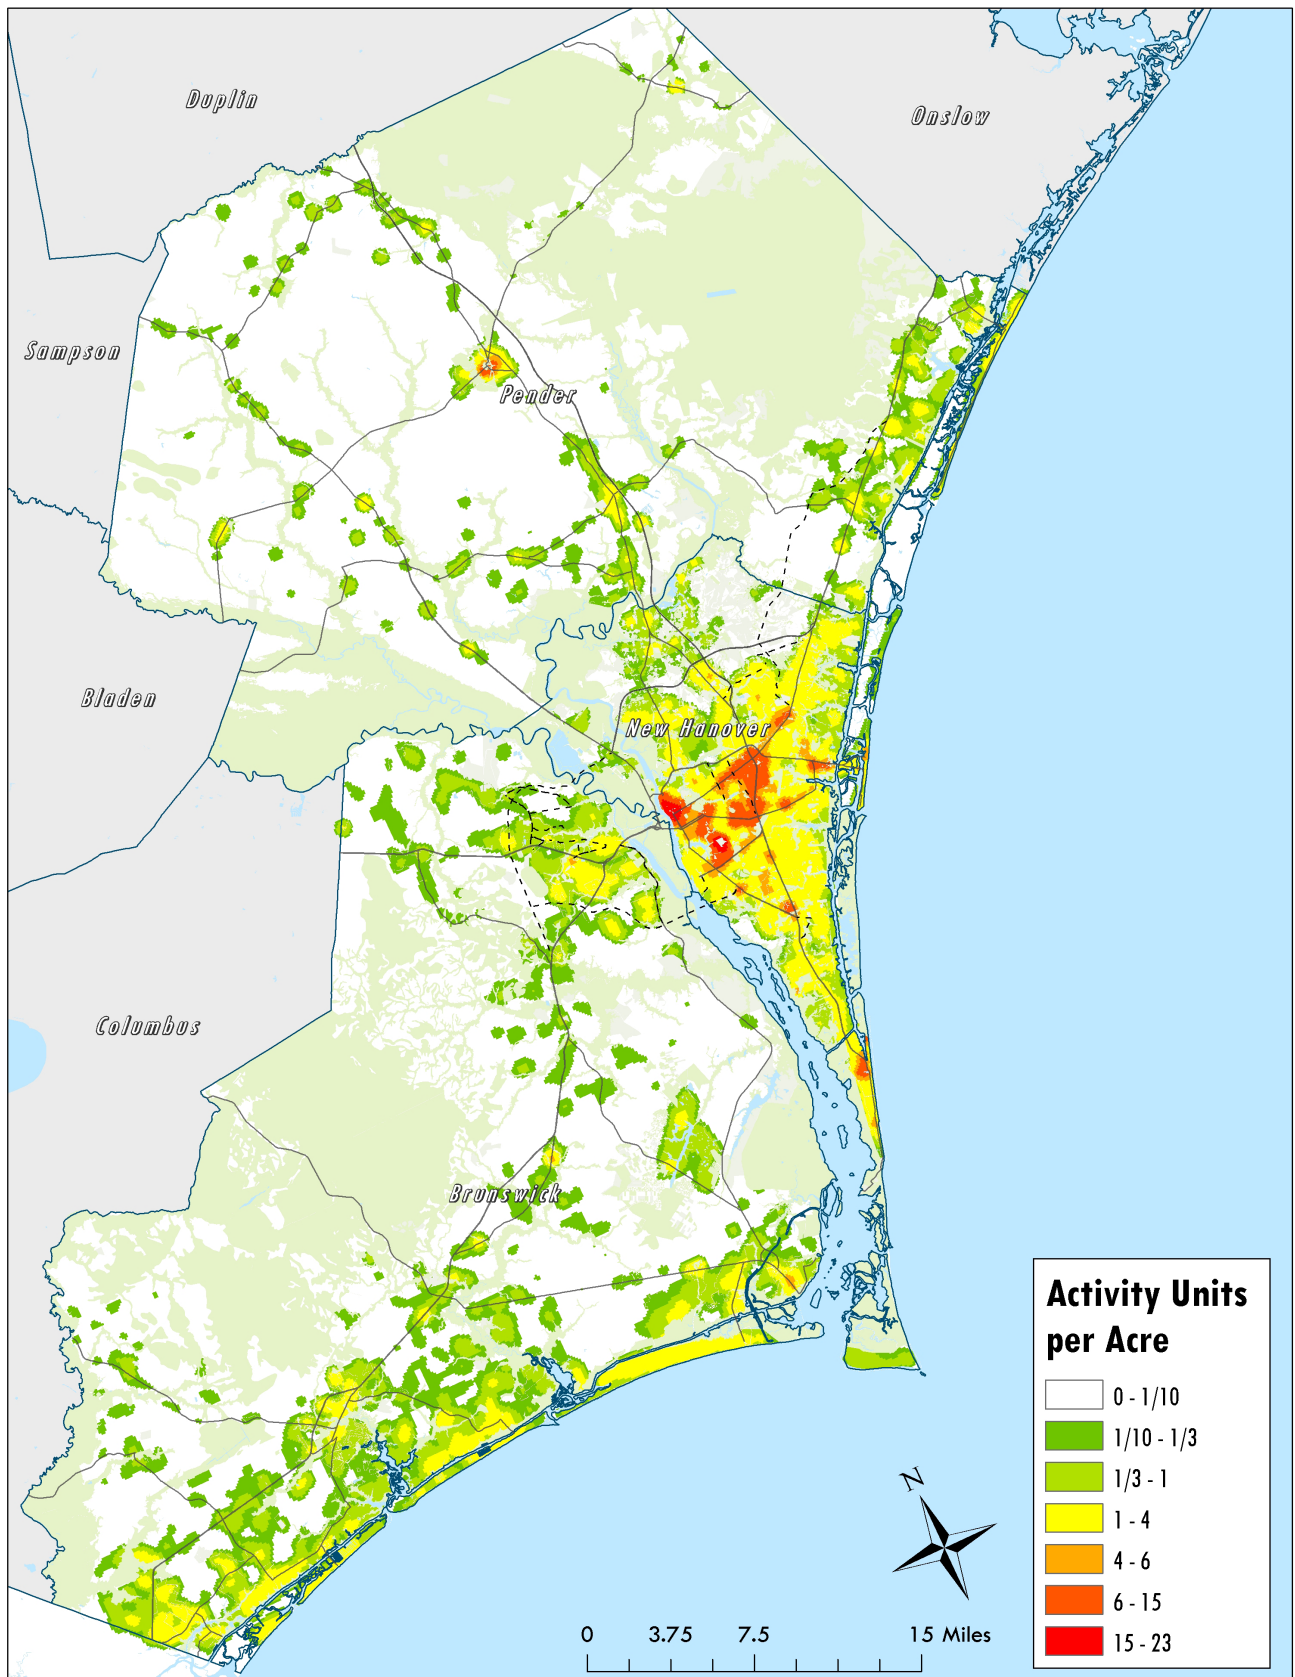 Duplin
Onslow
Sampson
Pender
Bladen
New Hanover
Columbus
Brunswick
Activity Units
per Acre
0 - 1/10
1/10 - 1/3
1/3 - 1
1 - 4
4 - 6
6 - 15
15 - 23
N
0 3.75 7.5 15 Miles